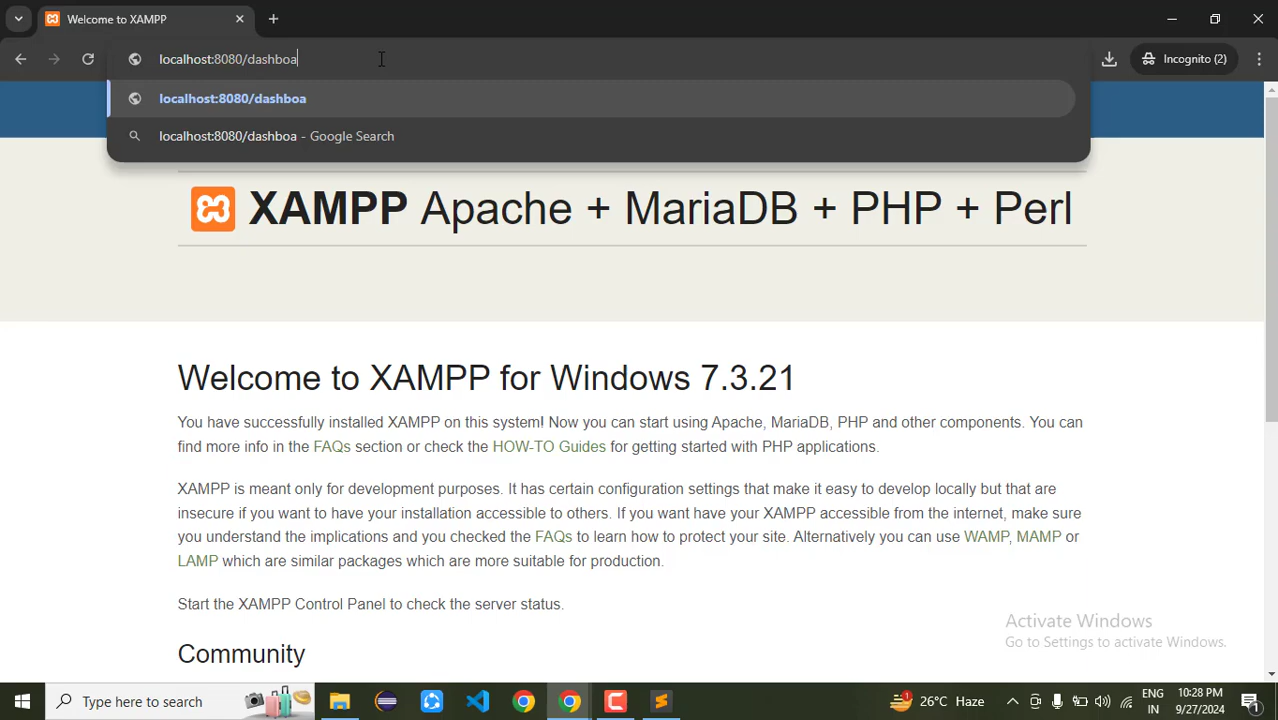 Welcome to XAMPP
localhost:8080/dashboa
Incognito (2)
localhost:8080/dashboa
localhost:8080/dashboa - Google Search
XAMPP Apache + MariaDB + PHP + Perl
Welcome to XAMPP for Windows 7.3.21
You have successfully installed XAMPP on this system! Now you can start using Apache, MariaDB, PHP and other components. You can
find more info in the FAQs section or check the HOW-TO Guides for getting started with PHP applications.
XAMPP is meant only for development purposes. It has certain configuration settings that make it easy to develop locally but that are
insecure if you want to have your installation accessible to others. If you want have your XAMPP accessible from the internet, make sure
you understand the implications and you checked the FAQs to learn how to protect your site. Alternatively you can use WAMP, MAMP or
LAMP which are similar packages which are more suitable for production.
Start the XAMPP Control Panel to check the server status.
Community
Activate Windows
Go to Settings to activate Windows.
Type here to search
1
26°C Haze
ENG
IN
10:28 PM
9/27/2024
1